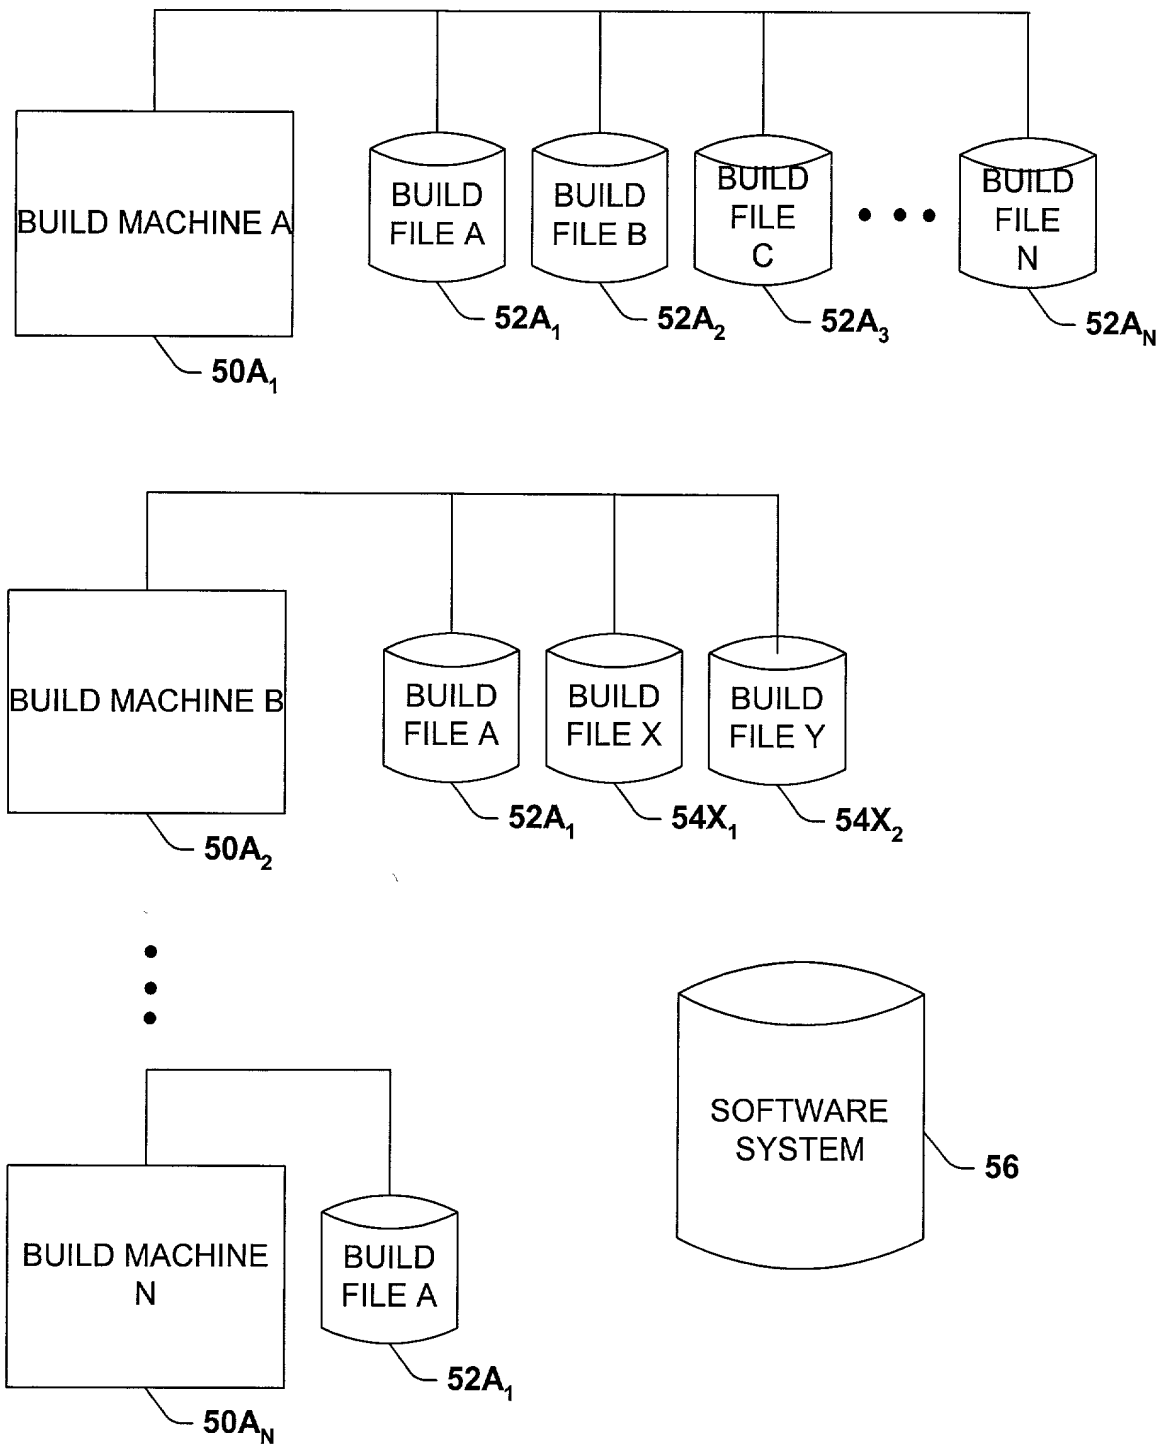 BUILD MACHINE A
BUILD
FILE A
BUILD
FILE B
BUILD
FILE
C
BUILD
FILE
N
52A1
52A2
52A3
52AN
50A1
BUILD MACHINE B
BUILD
FILE A
BUILD
FILE X
BUILD
FILE Y
52A1
54X1
54X2
50A2
SOFTWARE
SYSTEM
56
BUILD MACHINE
N
BUILD
FILE A
52A1
50AN